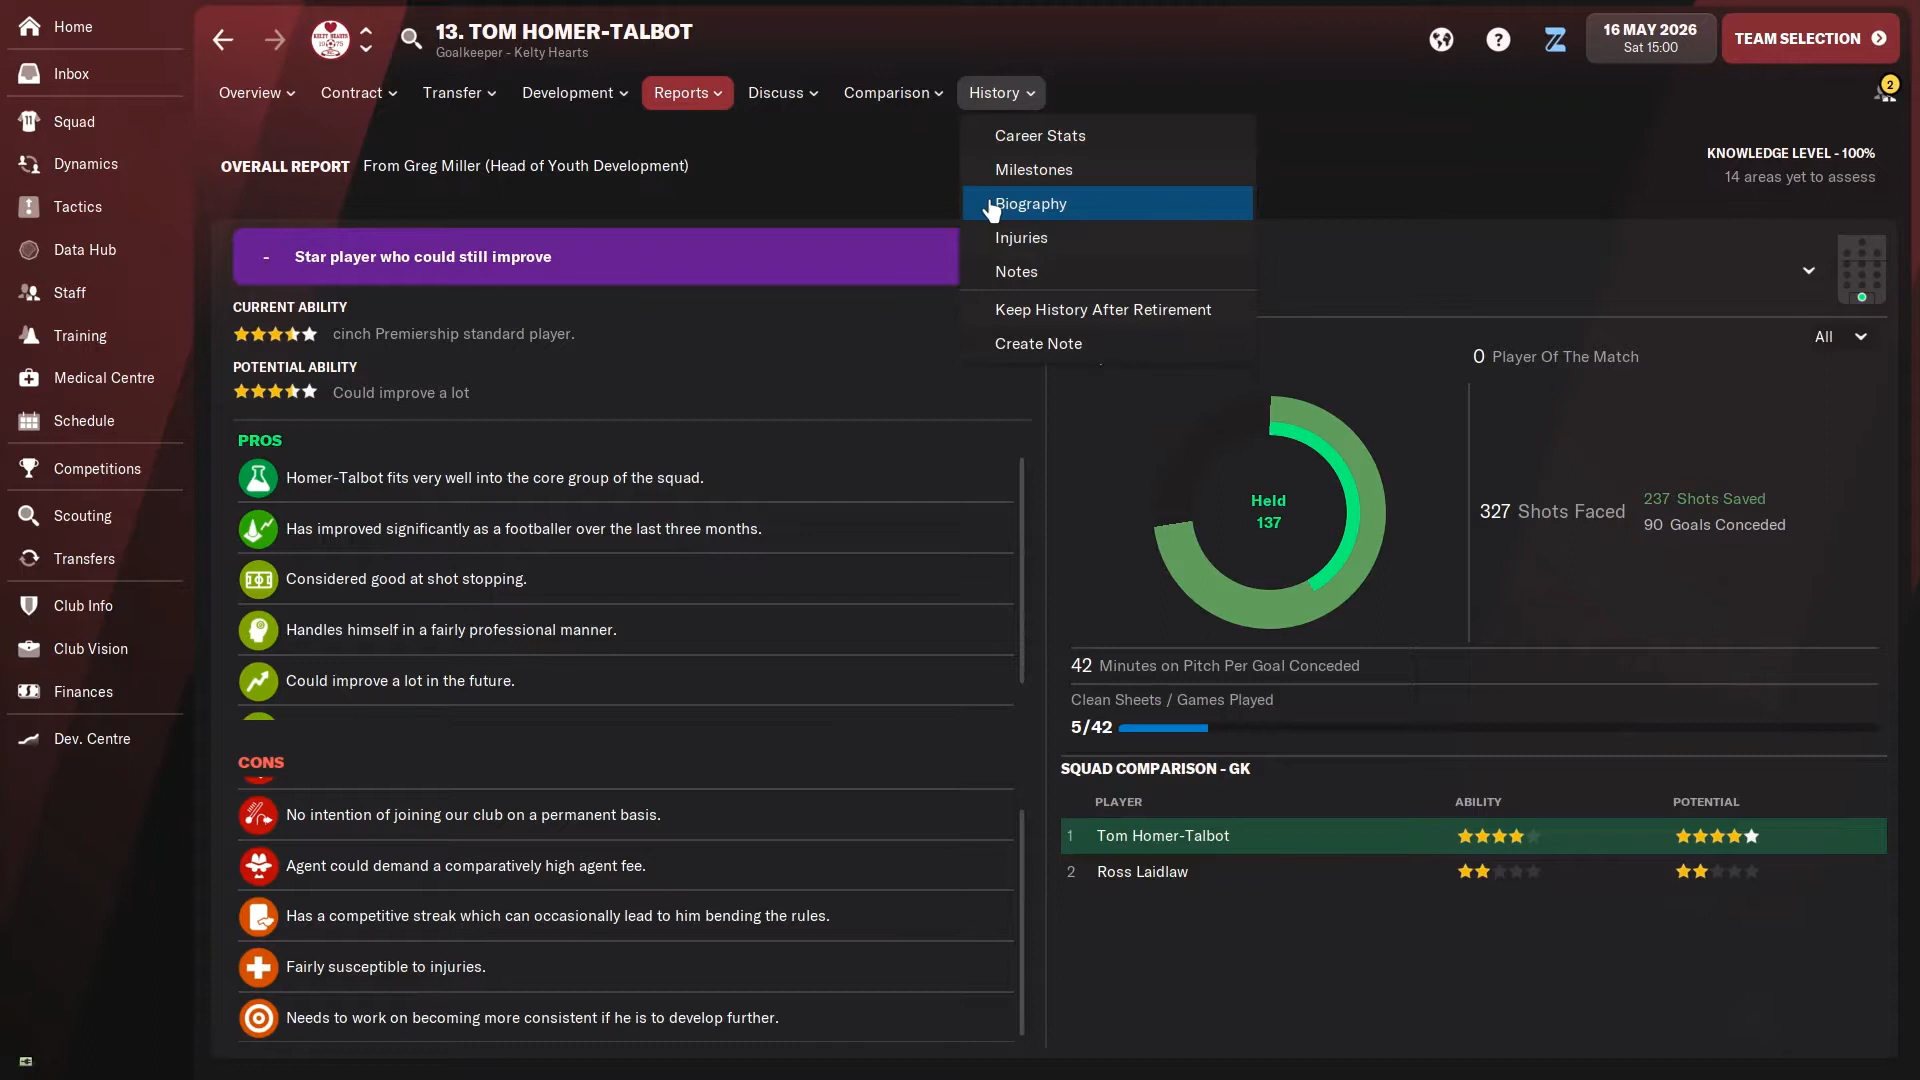 Home
Inbox
Squad
Dynamics
Tactics
Data Hub
Staff
Training
Medical Centre
Schedule
Competitions
Scouting
Transfers
Club Info
Club Vision
Finances
Dev. Centre
13. TOM HOMER-TALBOT
Goalkeeper - Kelty Hearts
16 MAY 2026
Sat 15:00
TEAM SELECTION
2
Overview
Contract
Transfer
Development
Reports
Discuss
Comparison
History
Career Stats
Milestones
Biography
Injuries
Notes
Keep History After Retirement
Create Note
OVERALL REPORT From Greg Miller (Head of Youth Development)
KNOWLEDGE LEVEL - 100%
14 areas yet to assess
- Star player who could still improve
CURRENT ABILITY
cinch Premiership standard player.
POTENTIAL ABILITY
Could improve a lot
PROS
Homer-Talbot fits very well into the core group of the squad.
Has improved significantly as a footballer over the last three months.
Considered good at shot stopping.
Handles himself in a fairly professional manner.
Could improve a lot in the future.
CONS
No intention of joining our club on a permanent basis.
Agent could demand a comparatively high agent fee.
Has a competitive streak which can occasionally lead to him bending the rules.
Fairly susceptible to injuries.
Needs to work on becoming more consistent if he is to develop further.
All
0 Player Of The Match
Held
137
327 Shots Faced
237 Shots Saved
90 Goals Conceded
42 Minutes on Pitch Per Goal Conceded
Clean Sheets / Games Played
5/42
SQUAD COMPARISON - GK
PLAYER ABILITY POTENTIAL
1 Tom Homer-Talbot
2 Ross Laidlaw